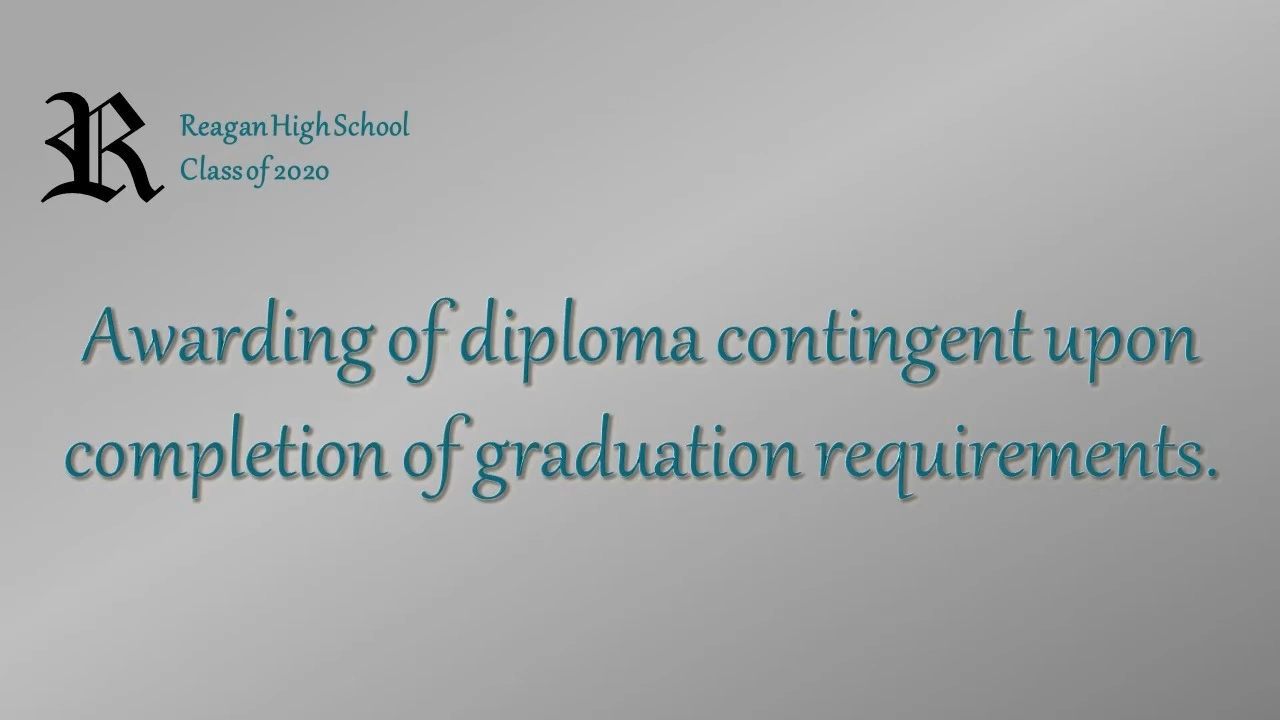 R
Reagan High School
Class of 2020
Awarding of diploma contingent upon
completion of graduation requirements.